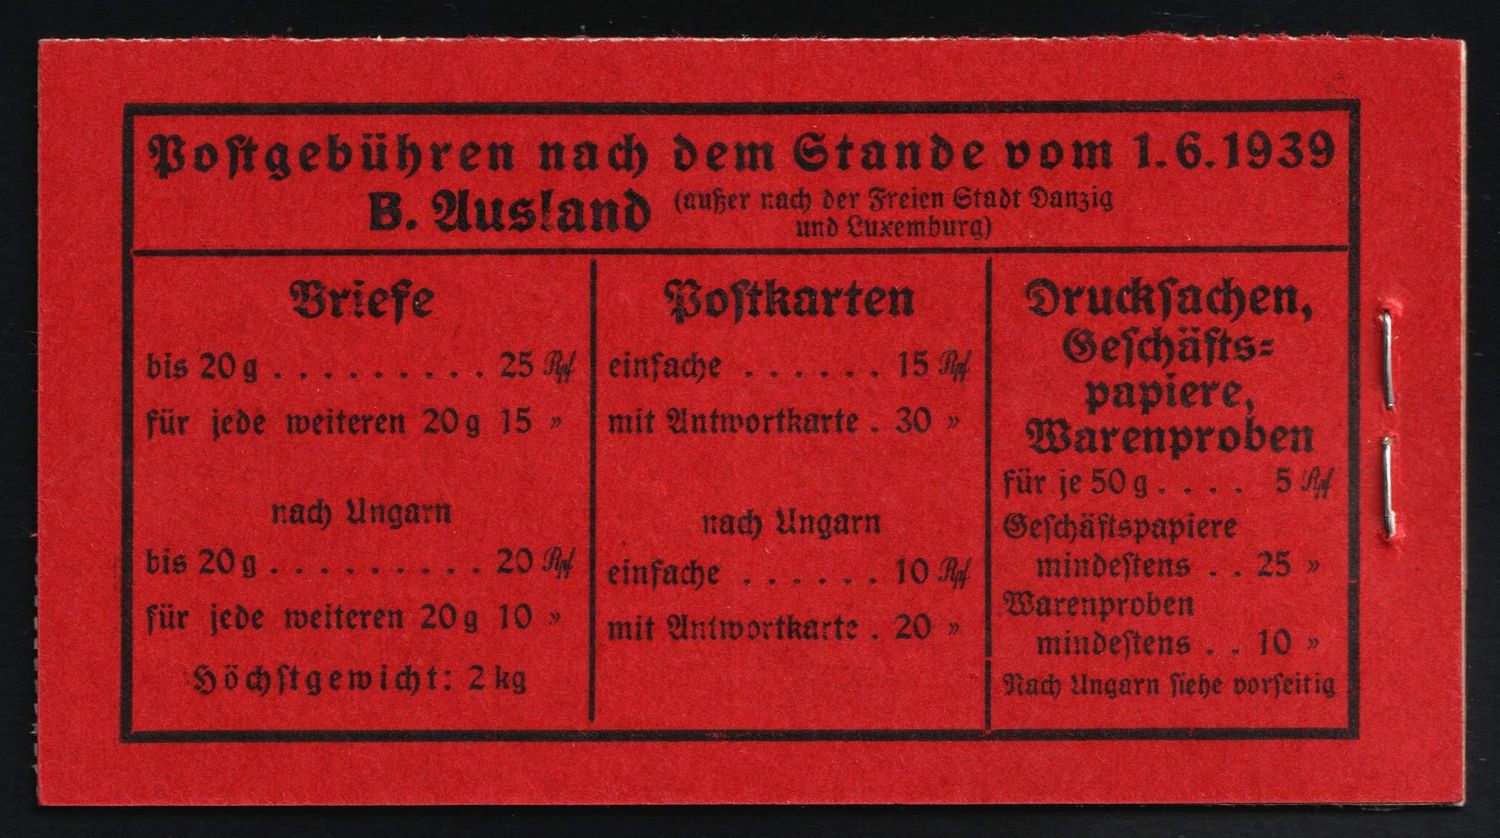 Postgebühren nach dem Stande vom 1.6.1939
B. Ausland (außer nach der Freien Stadt Danzig
und Luxemburg)
Briefe
bis 20 g . . . . . . . . . 25 Rpf
für jede weiteren 20 g 15 »
nach Ungarn
bis 20 g . . . . . . . . . 20 Rpf
für jede weiteren 20 g 10 »
Höchstgewicht: 2 kg
Postkarten
einfache . . . . . . 15 Rpf
mit Antwortkarte . 30 »
nach Ungarn
einfache . . . . . . 10 Rpf
mit Antwortkarte . 20 »
Drucksachen,
Geschäfts-
papiere,
Warenproben
für je 50 g . . . . 5 Rpf
Geschäftspapiere
mindestens . . 25 »
Warenproben
mindestens . . 10 »
Nach Ungarn siehe vorseitig